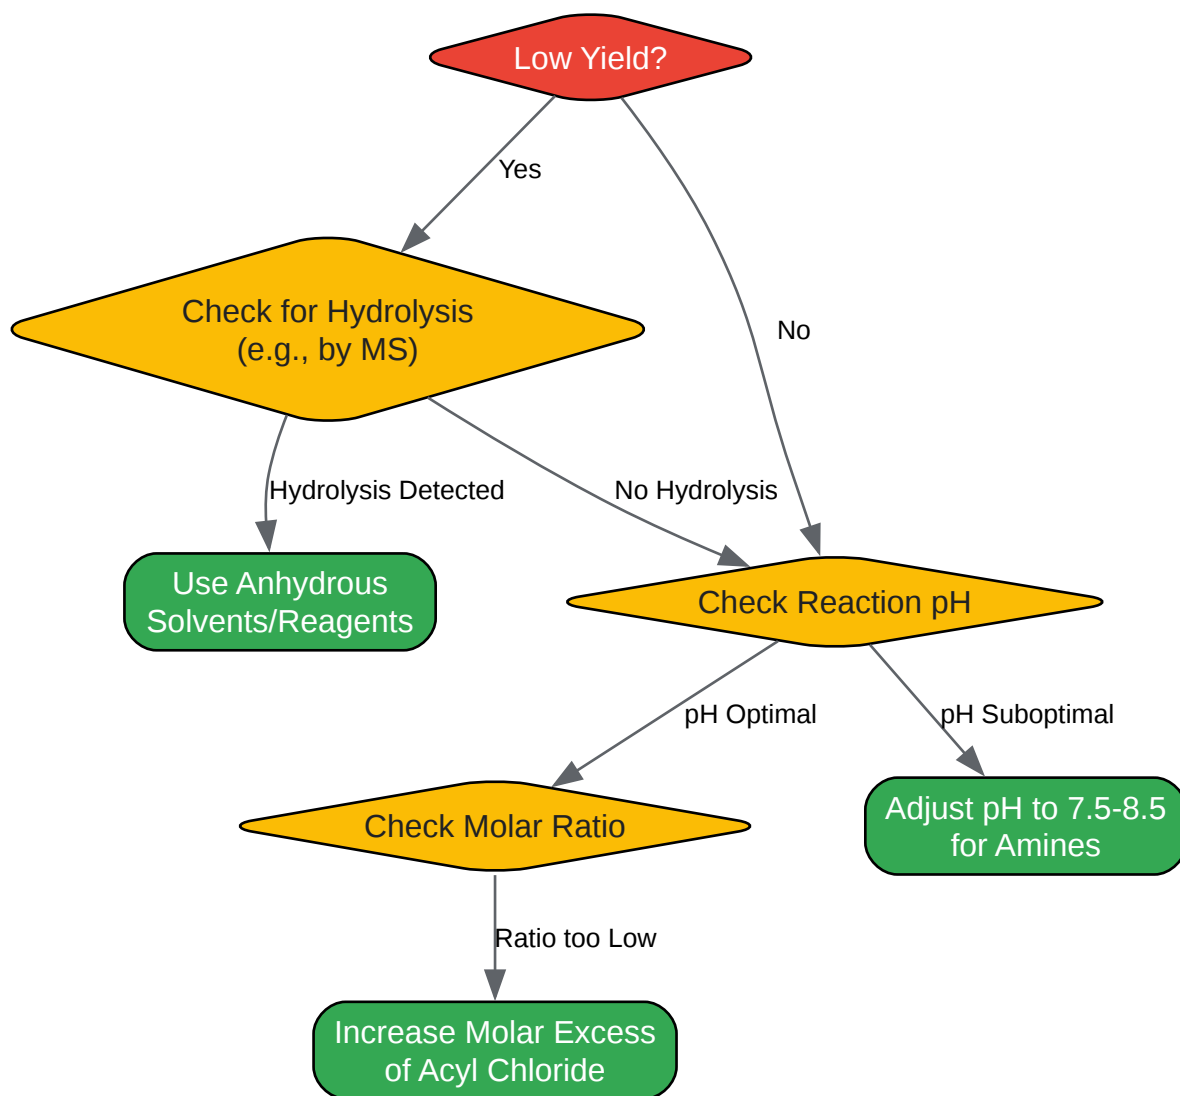 Low Yield?
Yes
Check for Hydrolysis
(e.g., by MS)
No
Hydrolysis Detected
No Hydrolysis
Use Anhydrous
Solvents/Reagents
Check Reaction pH
pH Optimal
pH Suboptimal
Check Molar Ratio
Adjust pH to 7.5-8.5
for Amines
Ratio too Low
Increase Molar Excess
of Acyl Chloride